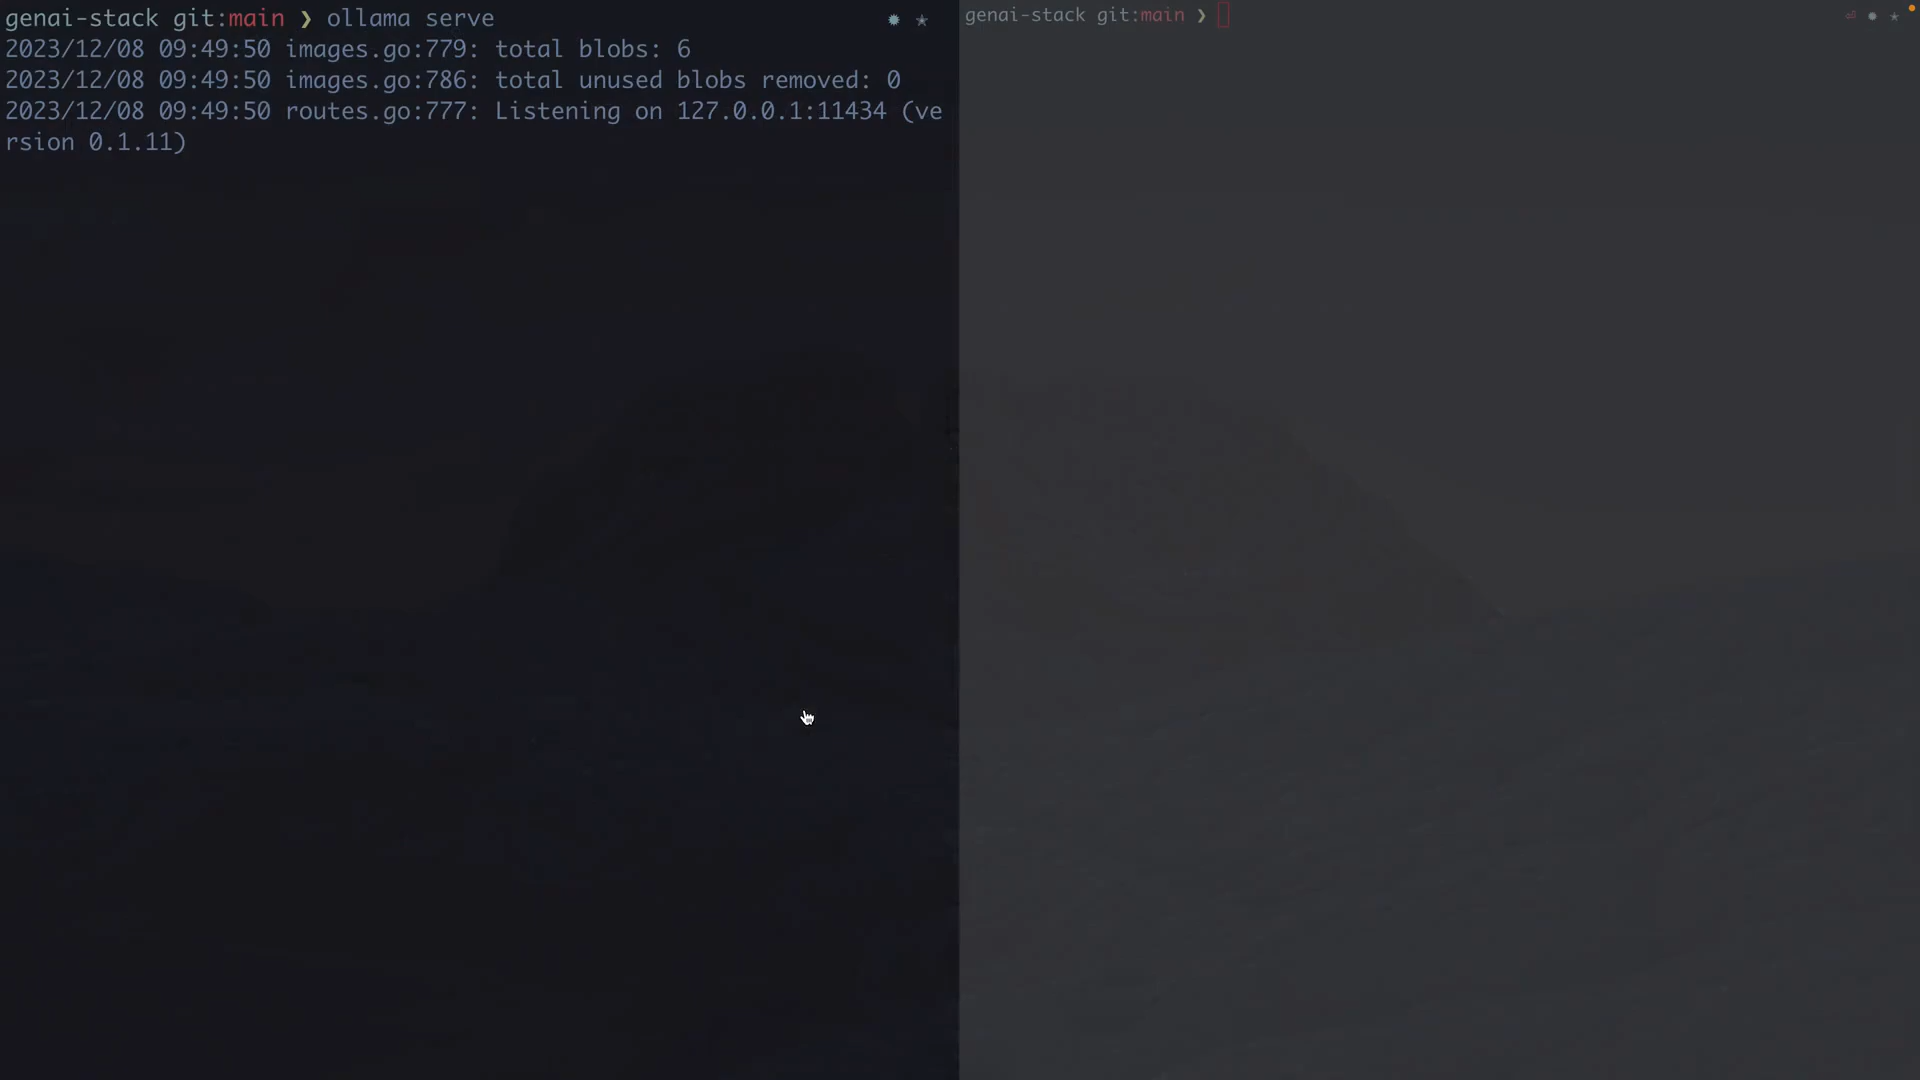 genai-stack git:main ❯ ollama serve
2023/12/08 09:49:50 images.go:779: total blobs: 6
2023/12/08 09:49:50 images.go:786: total unused blobs removed: 0
2023/12/08 09:49:50 routes.go:777: Listening on 127.0.0.1:11434 (ve
rsion 0.1.11)
genai-stack git:main ❯